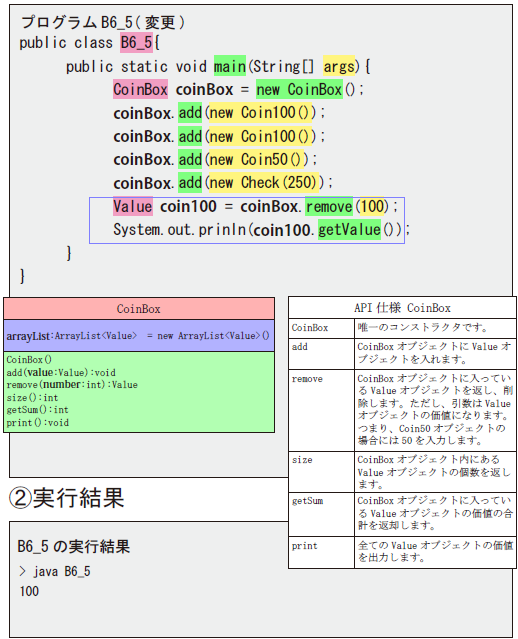 プログラム B6_5( 変更 )
public class B6_5{
public static void main(String[] args){
CoinBox coinBox = new CoinBox();
coinBox.add(new Coin100());
coinBox.add(new Coin100());
coinBox.add(new Coin50());
coinBox.add(new Check(250));
Value coin100 = coinBox.remove(100);
System.out.prinln(coin100.getValue());
}
}
CoinBox
arrayList:ArrayList<Value> = new ArrayList<Value>()
CoinBox()
add(value:Value):void
remove(number:int):Value
size():int
getSum():int
print():void
API 仕様 CoinBox
CoinBox 唯一のコンストラクタです。
add CoinBox オブジェクトに Value オ
ブジェクトを入れます。
remove CoinBox オブジェクトに入ってい
る Value オブジェクトを返し、削
除します。ただし、引数は Value
オブジェクトの価値になります。
つまり、Coin50 オブジェクトの
場合には 50 を入力します。
size CoinBox オブジェクト内にある
Value オブジェクトの個数を返し
ます。
getSum CoinBox オブジェクトに入ってい
る Value オブジェクトの価値の合
計を返却します。
print 全ての Value オブジェクトの価値
を出力します。
②実行結果
B6_5 の実行結果
> java B6_5
100